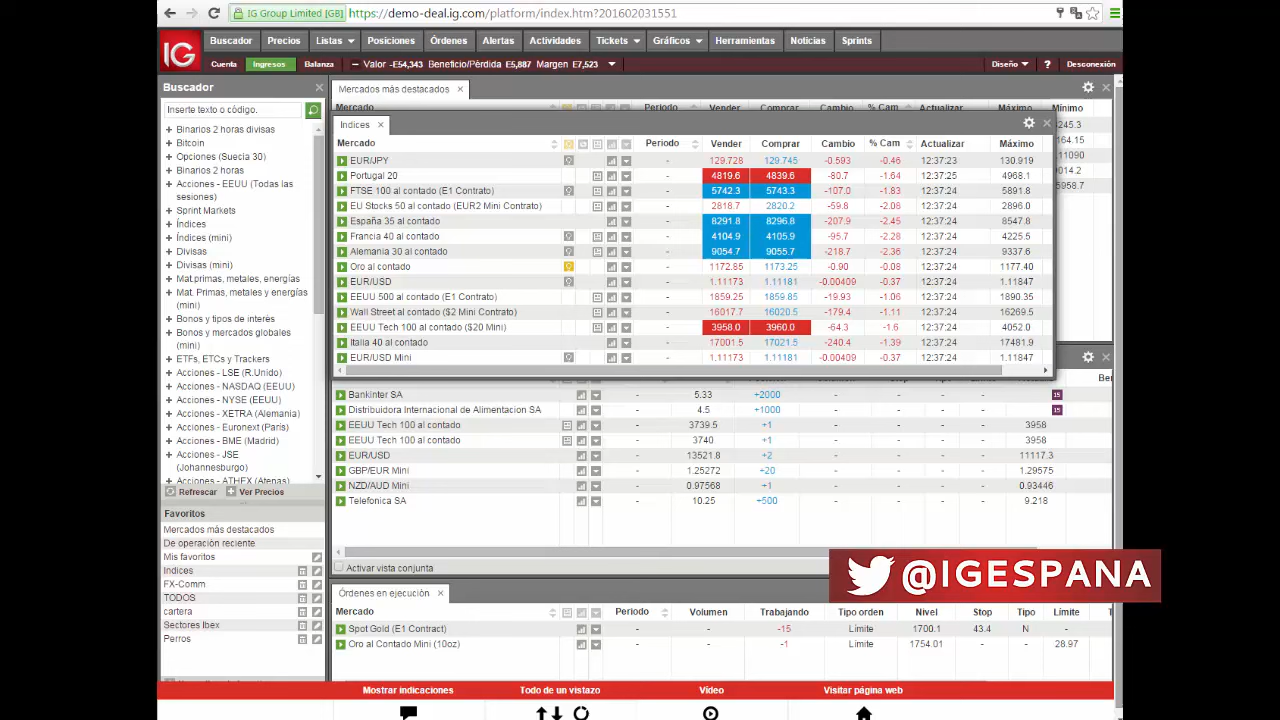 IG Group Limited [GB] https://demo-deal.ig.com/platform/index.htm?201602031551
IG Buscador Precios Listas Posiciones Órdenes Alertas Actividades Tickets Gráficos Herramientas Noticias Sprints
Cuenta Ingresos Balanza Valor -E54,343 Beneficio/Pérdida E5,887 Margen E7,523 Diseño ? Desconexión
Buscador
Inserte texto o código.
Binarios 2 horas divisas
Bitcoin
Opciones (Suecia 30)
Binarios 2 horas
Acciones - EEUU (Todas las
sesiones)
Sprint Markets
Índices
Índices (mini)
Divisas
Divisas (mini)
Mat.primas, metales, energías
Mat. Primas, metales y energías
(mini)
Bonos y tipos de interés
Bonos y mercados globales
(mini)
ETFs, ETCs y Trackers
Acciones - LSE (R.Unido)
Acciones - NASDAQ (EEUU)
Acciones - NYSE (EEUU)
Acciones - XETRA (Alemania)
Acciones - Euronext (París)
Acciones - BME (Madrid)
Acciones - JSE
(Johannesburgo)
Acciones - ATHEX (Atenas)
Refrescar Ver Precios
Favoritos
Mercados más destacados
De operación reciente
Mis favoritos
Indices
FX-Comm
TODOS
cartera
Sectores Ibex
Perros
Mercados más destacados
Mercado Periodo Vender Comprar Cambio % Cam Actualizar Máximo Mínimo
Indices
Mercado Periodo Vender Comprar Cambio % Cam Actualizar Máximo
EUR/JPY - 129.728 129.745 -0.593 -0.46 12:37:23 130.919
Portugal 20 - 4819.6 4839.6 -80.7 -1.64 12:37:25 4968.1
FTSE 100 al contado (E1 Contrato) - 5742.3 5743.3 -107.0 -1.83 12:37:24 5891.8
EU Stocks 50 al contado (EUR2 Mini Contrato) - 2818.7 2820.2 -59.8 -2.08 12:37:24 2896.0
España 35 al contado - 8291.8 8296.8 -207.9 -2.45 12:37:24 8547.8
Francia 40 al contado - 4104.9 4105.9 -95.7 -2.28 12:37:24 4225.5
Alemania 30 al contado - 9054.7 9055.7 -218.7 -2.36 12:37:24 9337.6
Oro al contado - 1172.85 1173.25 -0.90 -0.08 12:37:24 1177.40
EUR/USD - 1.11173 1.11181 -0.00409 -0.37 12:37:24 1.11847
EEUU 500 al contado (E1 Contrato) - 1859.25 1859.85 -19.93 -1.06 12:37:24 1890.35
Wall Street al contado ($2 Mini Contrato) - 16017.7 16020.5 -179.4 -1.11 12:37:24 16269.5
EEUU Tech 100 al contado ($20 Mini) - 3958.0 3960.0 -64.3 -1.6 12:37:24 4052.0
Italia 40 al contado - 17001.5 17021.5 -240.4 -1.39 12:37:24 17481.9
EUR/USD Mini - 1.11173 1.11181 -0.00409 -0.37 12:37:24 1.11847
Bankinter SA - 5.33 +2000 - - - - 15
Distribuidora Internacional de Alimentacion SA - 4.5 +1000 - - - - 15
EEUU Tech 100 al contado - 3739.5 +1 - - - - 3958
EEUU Tech 100 al contado - 3740 +1 - - - - 3958
EUR/USD - 13521.8 +2 - - - - 11117.3
GBP/EUR Mini - 1.25272 +20 - - - - 1.29575
NZD/AUD Mini - 0.97568 +1 - - - - 0.93446
Telefonica SA - 10.25 +500 - - - - 9.218
Activar vista conjunta
@IGESPANA
Órdenes en ejecución
Mercado Periodo Volumen Trabajando Tipo orden Nivel Stop Tipo Límite
Spot Gold (E1 Contract) - - -15 Límite 1700.1 43.4 N -
Oro al Contado Mini (10oz) - - -1 Límite 1754.01 - - 28.97
Mostrar indicaciones Todo de un vistazo Vídeo Visitar página web